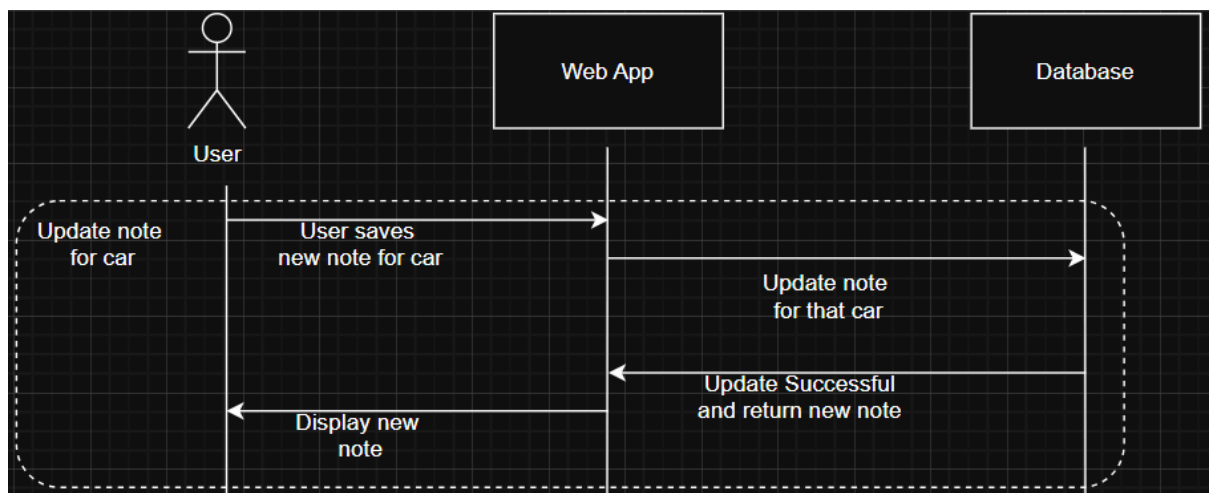 User
Web App
Database
Update note
for car
User saves
new note for car
Update note
for that car
Update Successful
and return new note
Display new
note